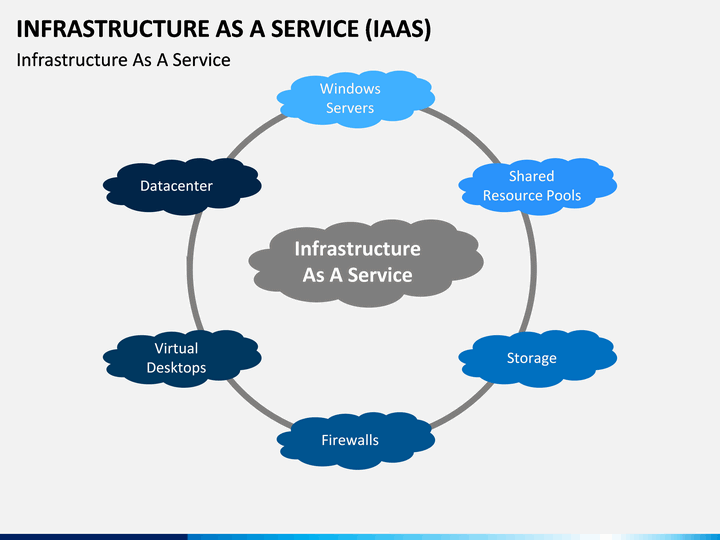 INFRASTRUCTURE AS A SERVICE (IAAS)
Infrastructure As A Service
Windows
Servers
Shared
Resource Pools
Storage
Firewalls
Virtual
Desktops
Datacenter
Infrastructure
As A Service